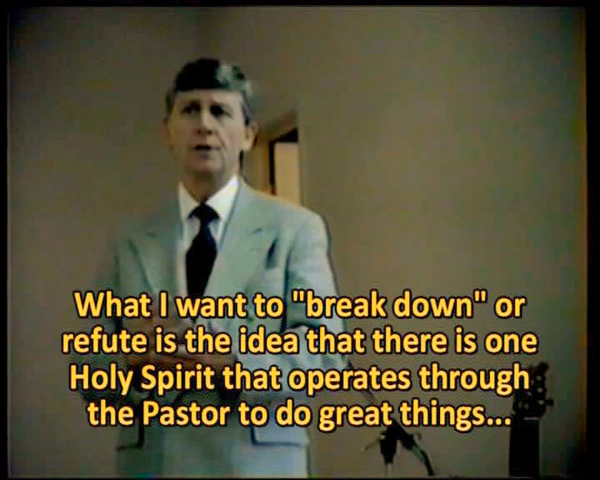 What I want to "break down" or
refute is the idea that there is one
Holy Spirit that operates through
the Pastor to do great things...